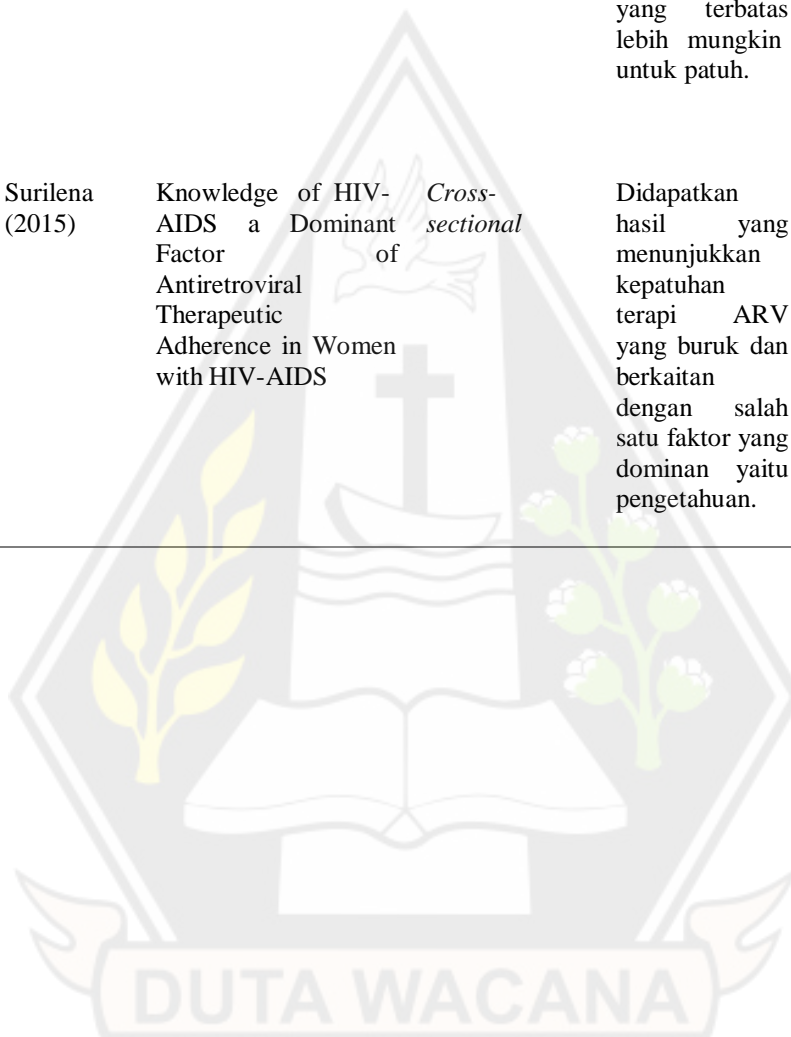 yang terbatas
lebih mungkin
untuk patuh.
Surilena
(2015)
Knowledge of HIV-
AIDS a Dominant
Factor of
Antiretroviral
Therapeutic
Adherence in Women
with HIV-AIDS
Cross-
sectional
Didapatkan
hasil yang
menunjukkan
kepatuhan
terapi ARV
yang buruk dan
berkaitan
dengan salah
satu faktor yang
dominan yaitu
pengetahuan.
DUTA WACANA